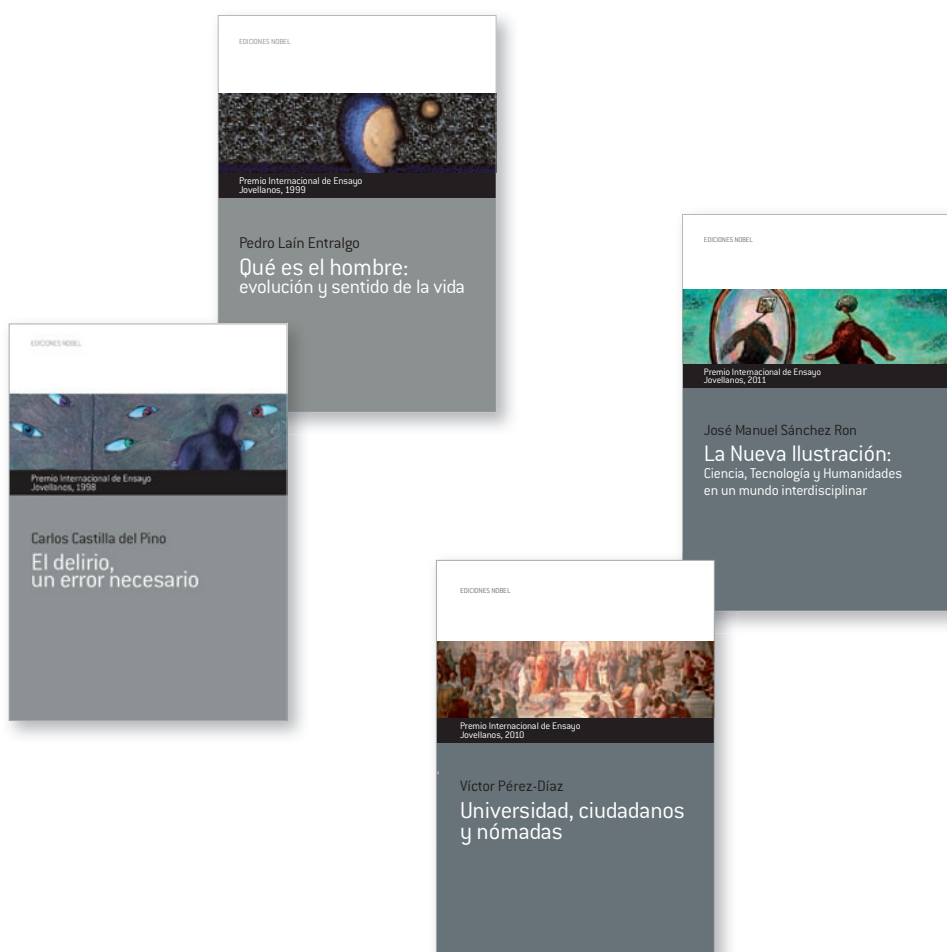 EDICIONES NOBEL
Premio Internacional de Ensayo
Jovellanos, 1999
Pedro Laín Entralgo
Qué es el hombre:
evolución y sentido de la vida
EDICIONES NOBEL
Premio Internacional de Ensayo
Jovellanos, 2011
José Manuel Sánchez Ron
La Nueva Ilustración:
Ciencia, Tecnología y Humanidades
en un mundo interdisciplinar
EDICIONES NOBEL
Premio Internacional de Ensayo
Jovellanos, 1998
Carlos Castilla del Pino
El delirio,
un error necesario
EDICIONES NOBEL
Premio Internacional de Ensayo
Jovellanos, 2010
Víctor Pérez-Díaz
Universidad, ciudadanos
y nómadas